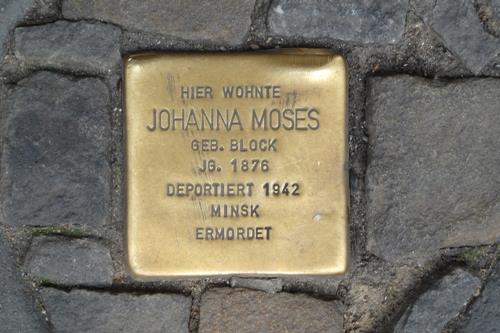 HIER WOHNTE
JOHANNA MOSES
GEB. BLOCK
JG. 1876
DEPORTIERT 1942
MINSK
ERMORDET